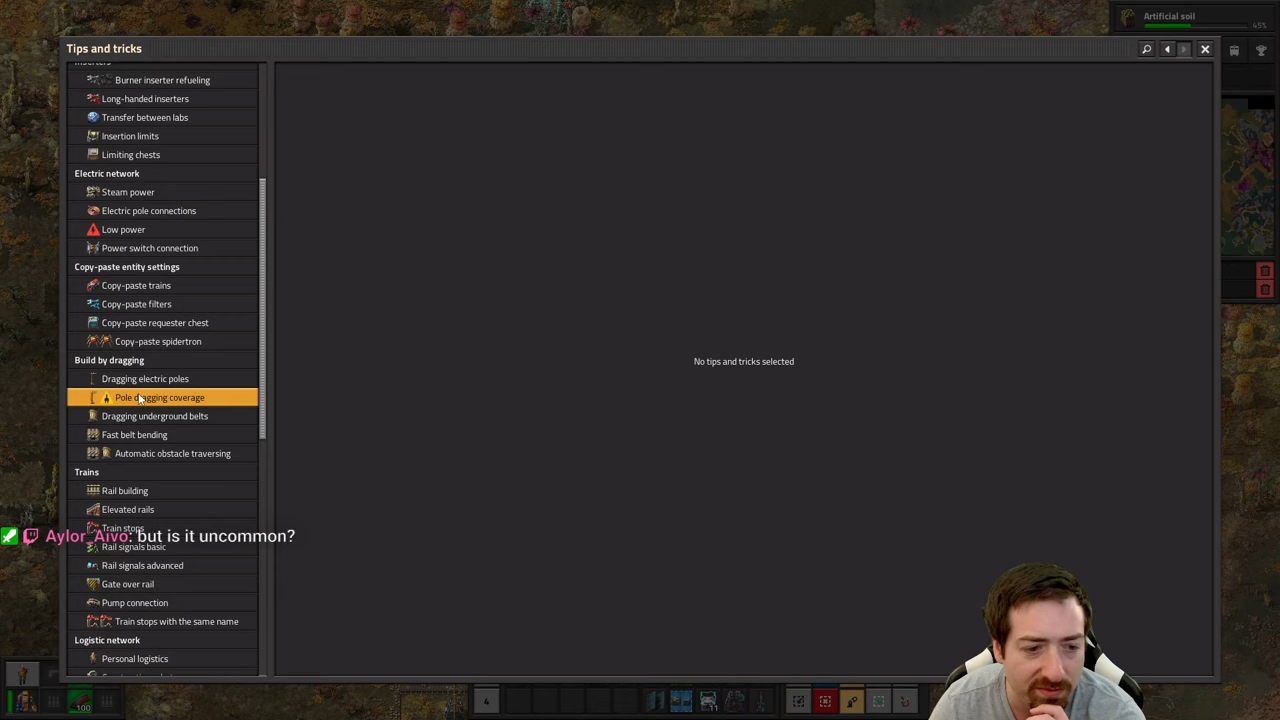 Artificial soil
45%
Tips and tricks
Inserters
Burner inserter refueling
Long-handed inserters
Transfer between labs
Insertion limits
Limiting chests
Electric network
Steam power
Electric pole connections
Low power
Power switch connection
Copy-paste entity settings
Copy-paste trains
Copy-paste filters
Copy-paste requester chest
Copy-paste spidertron
Build by dragging
Dragging electric poles
Pole dragging coverage
Dragging underground belts
Fast belt bending
Automatic obstacle traversing
Trains
Rail building
Elevated rails
Train stops
Aylor_Aivo: but is it uncommon?
Rail signals basic
Rail signals advanced
Gate over rail
Pump connection
Train stops with the same name
Logistic network
Personal logistics
No tips and tricks selected
100
4
11